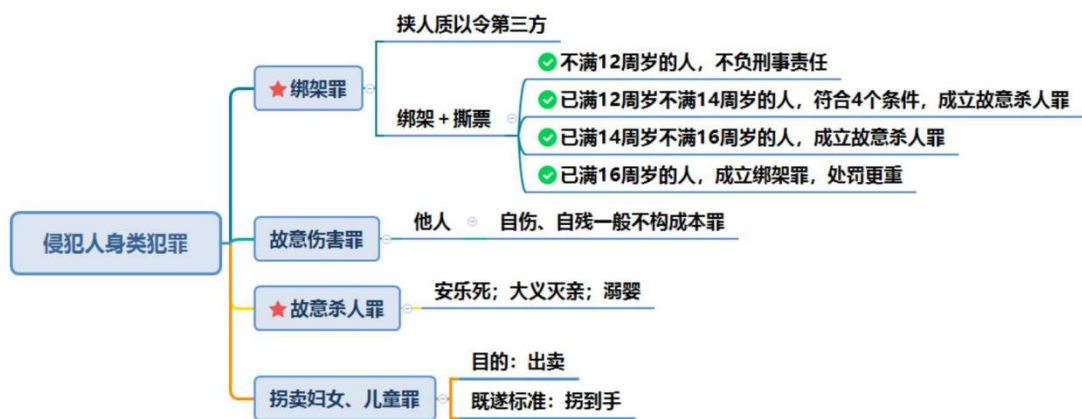 侵犯人身类犯罪
绑架罪
挟人质以令第三方
绑架+撕票
不满12周岁的人，不负刑事责任
已满12周岁不满14周岁的人，符合4个条件，成立故意杀人罪
已满14周岁不满16周岁的人，成立故意杀人罪
已满16周岁的人，成立绑架罪，处罚更重
故意伤害罪
他人
自伤、自残一般不构成本罪
故意杀人罪
安乐死；大义灭亲；溺婴
拐卖妇女、儿童罪
目的：出卖
既遂标准：拐到手